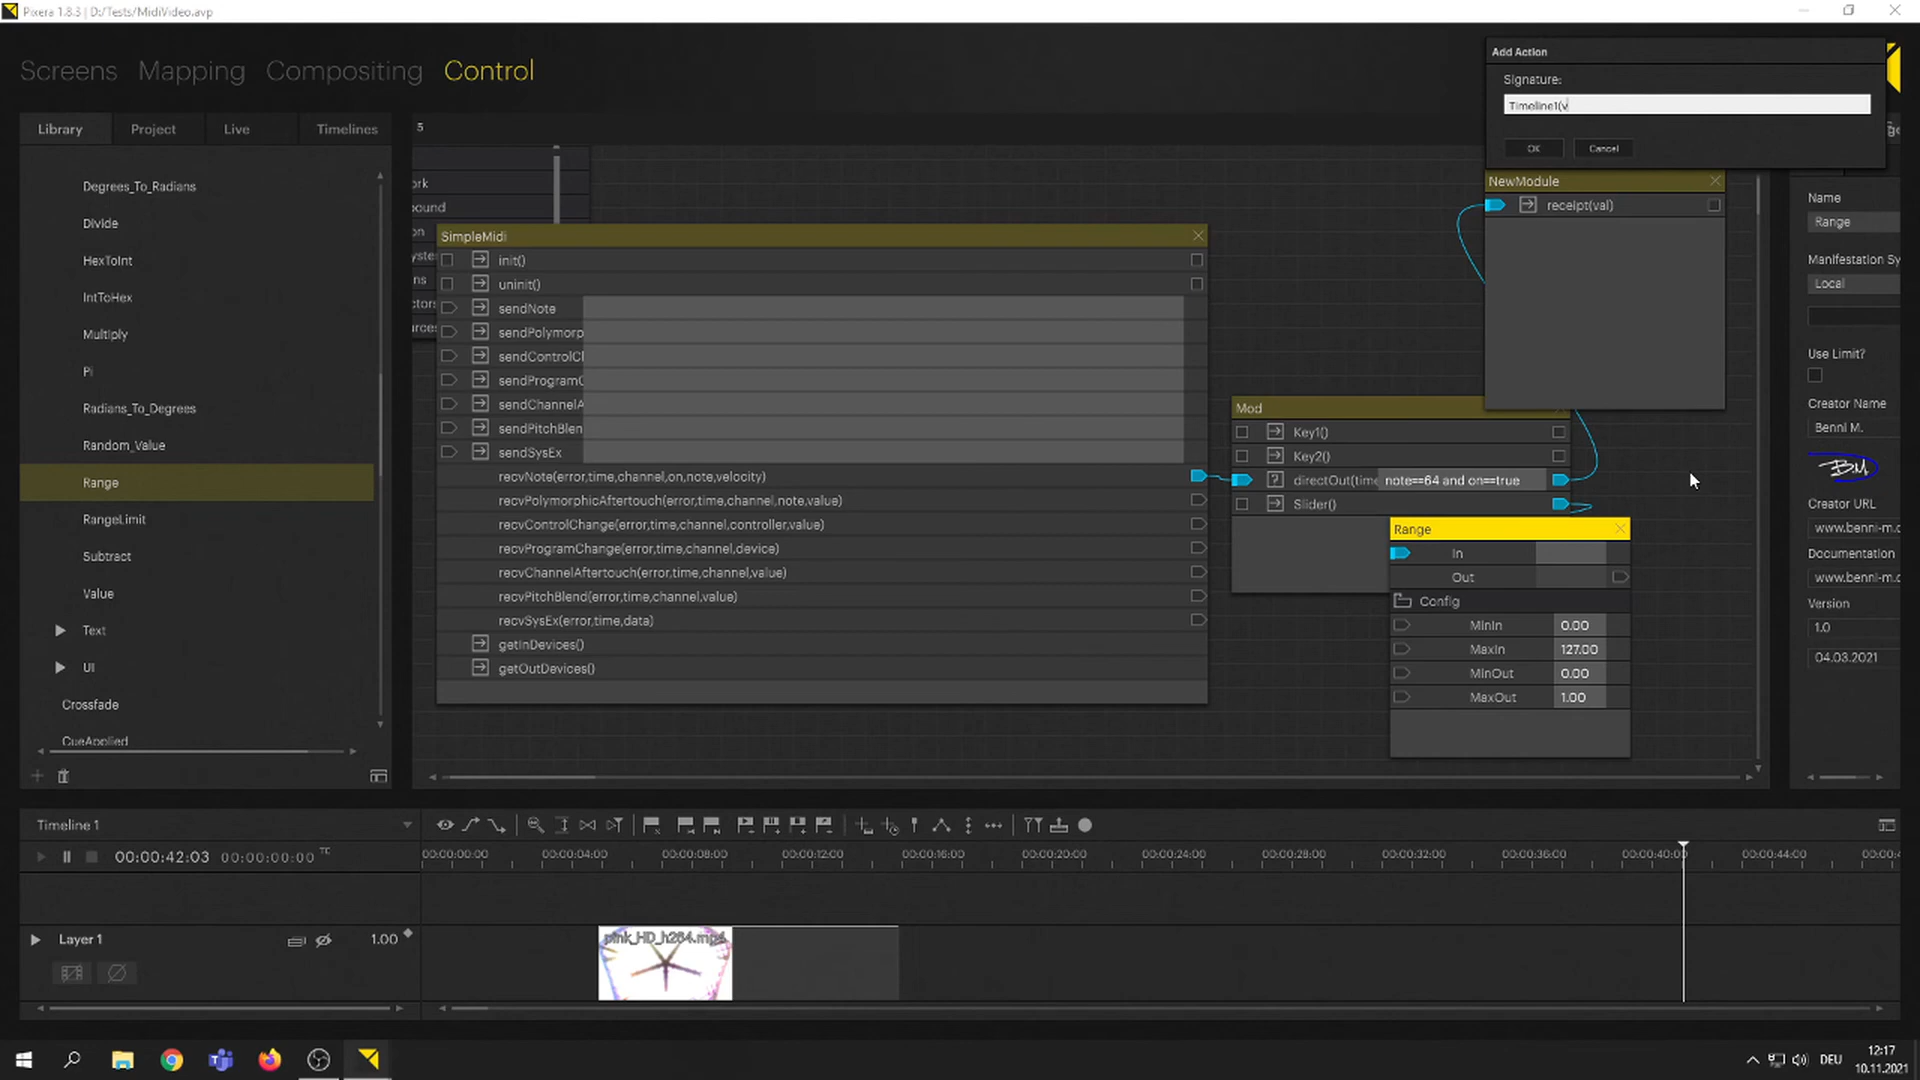 Pixera 1.8.3 | D:/Tests/MidiVideo.avp
Screens Mapping Compositing Control
Library Project Live Timelines
Degrees_To_Radians
Divide
HexToInt
IntToHex
Multiply
Pi
Radians_To_Degrees
Random_Value
Range
RangeLimit
Subtract
Value
Text
UI
Crossfade
CueApplied
5
SimpleMidi
init()
uninit()
sendNote
sendPolymorp
sendControlCl
sendProgramC
sendChannelA
sendPitchBlen
sendSysEx
recvNote(error,time,channel,on,note,velocity)
recvPolymorphicAftertouch(error,time,channel,note,value)
recvControlChange(error,time,channel,controller,value)
recvProgramChange(error,time,channel,device)
recvChannelAftertouch(error,time,channel,value)
recvPitchBlend(error,time,channel,value)
recvSysEx(error,time,data)
getInDevices()
getOutDevices()
Mod
Key1()
Key2()
directOut(time note==64 and on==true
Slider()
Range
In
Out
Config
MinIn 0.00
MaxIn 127.00
MinOut 0.00
MaxOut 1.00
Add Action
Signature:
Timeline1(v
OK Cancel
NewModule
receipt(val)
Name
Range
Manifestation Sy
Local
Use Limit?
Creator Name
Benni M.
BM
Creator URL
www.benni-m.c
Documentation
www.benni-m.c
Version
1.0
04.03.2021
Timeline 1
00:00:42:03 00:00:00:00 TC
00:00:00:00 00:00:04:00 00:00:08:00 00:00:12:00 00:00:16:00 00:00:20:00 00:00:24:00 00:00:28:00 00:00:32:00 00:00:36:00 00:00:40:00 00:00:44:00 00:00:4
Layer 1 1.00
pink_HD_h264.mp4
DEU
12:17
10.11.2021